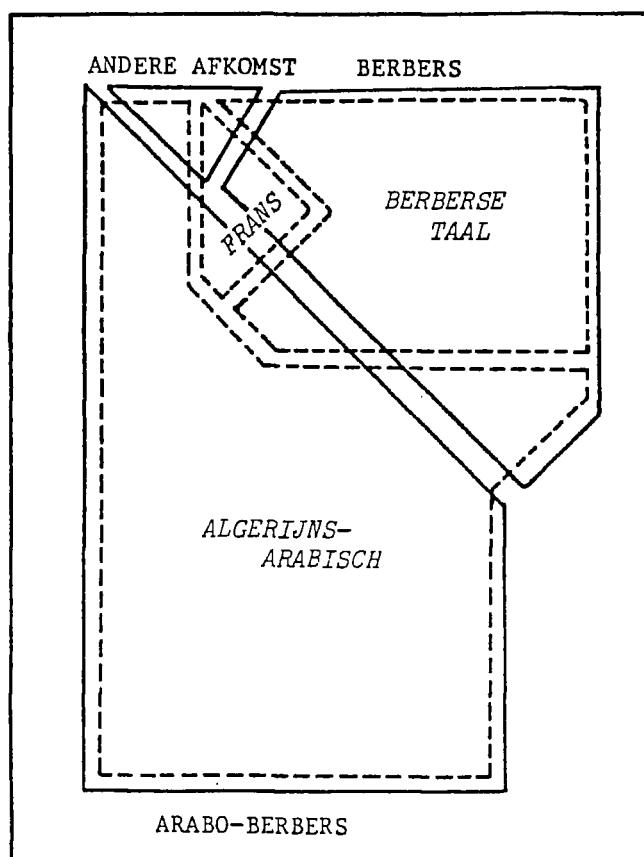 ANDERE AFKOMST BERBERS
BERBERSE
TAAL
FRANS
ALGERIJNS-
ARABISCH
ARABO-BERBERS